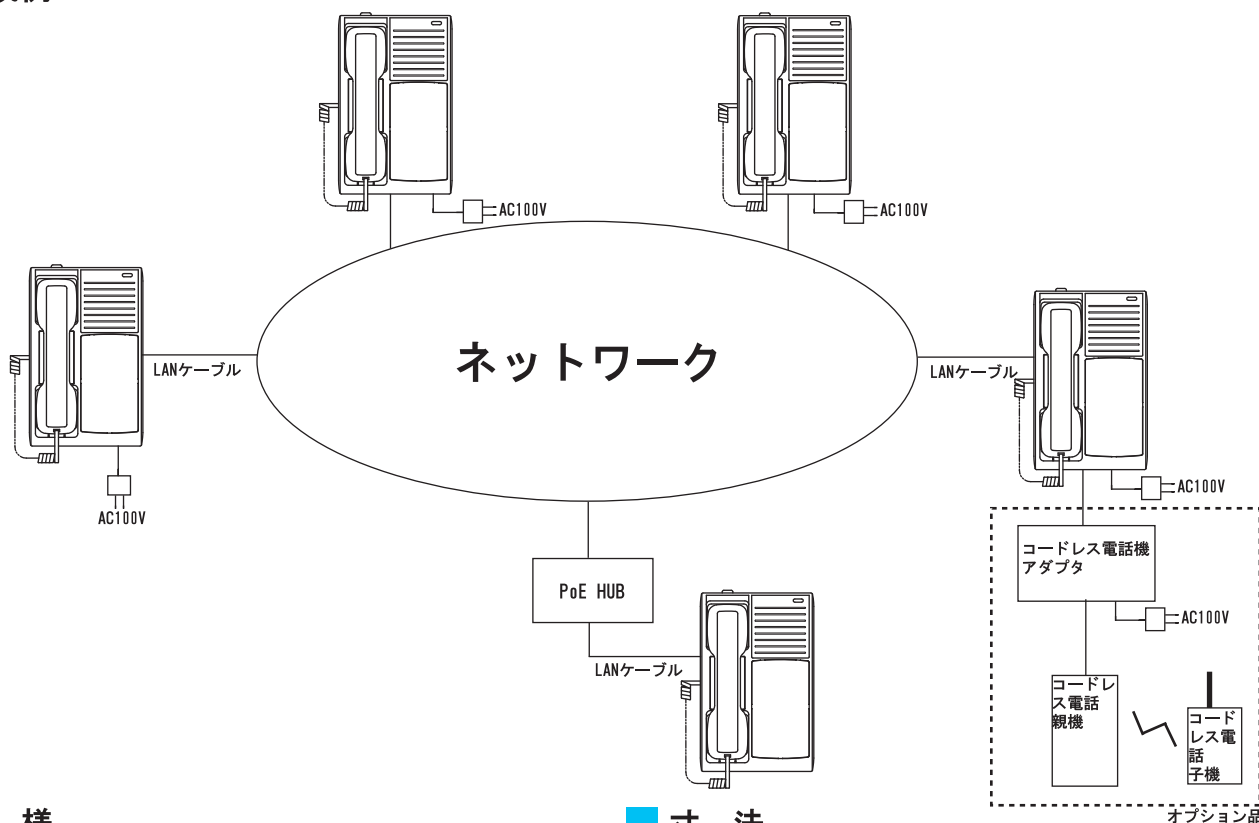 AC100V
AC100V
ネットワーク
LANケーブル
LANケーブル
AC100V
AC100V
コードレス電話機
アダプタ
PoE HUB
AC100V
LANケーブル
コードレ
ス電話
親機
コード
レス電
話
子機
オプション品
様
寸 法